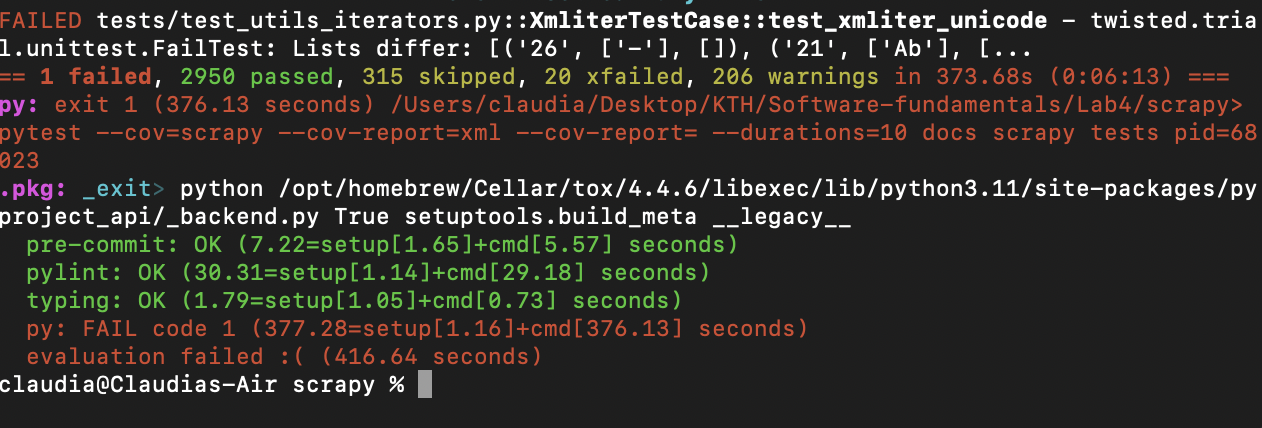 FAILED tests/test_utils_iterators.py::XmliterTestCase::test_xmliter_unicode - twisted.tria
l.unittest.FailTest: Lists differ: [('26', ['-'], []), ('21', ['Ab'], [...
== 1 failed, 2950 passed, 315 skipped, 20 xfailed, 206 warnings in 373.68s (0:06:13) ===
py: exit 1 (376.13 seconds) /Users/claudia/Desktop/KTH/Software-fundamentals/Lab4/scrapy>
pytest --cov=scrapy --cov-report=xml --cov-report= --durations=10 docs scrapy tests pid=68
023
.pkg: _exit> python /opt/homebrew/Cellar/tox/4.4.6/libexec/lib/python3.11/site-packages/py
project_api/_backend.py True setuptools.build_meta __legacy__
  pre-commit: OK (7.22=setup[1.65]+cmd[5.57] seconds)
  pylint: OK (30.31=setup[1.14]+cmd[29.18] seconds)
  typing: OK (1.79=setup[1.05]+cmd[0.73] seconds)
  py: FAIL code 1 (377.28=setup[1.16]+cmd[376.13] seconds)
  evaluation failed :( (416.64 seconds)
claudia@Claudias-Air scrapy %